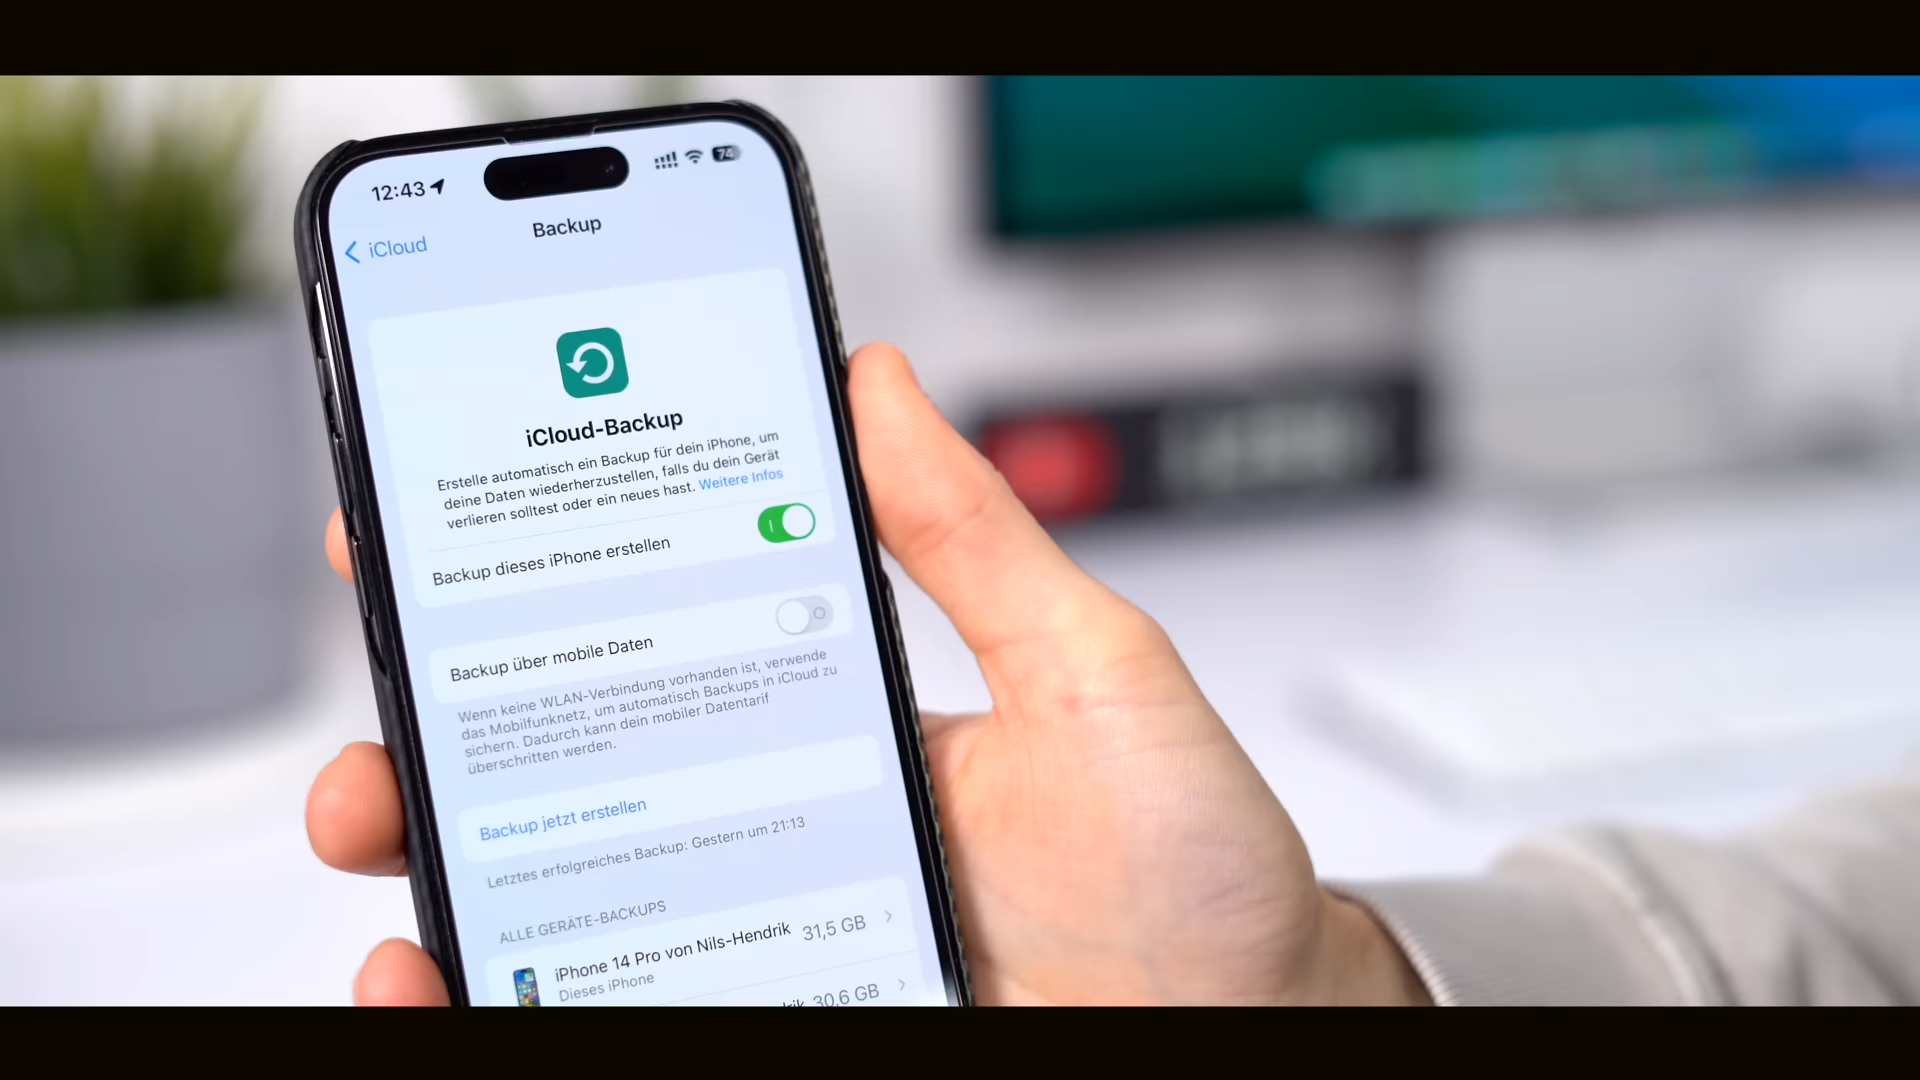 12:43
74
iCloud
Backup
iCloud-Backup
Erstelle automatisch ein Backup für dein iPhone, um
deine Daten wiederherzustellen, falls du dein Gerät
verlieren solltest oder ein neues hast. Weitere Infos
Backup dieses iPhone erstellen
Backup über mobile Daten
Wenn keine WLAN-Verbindung vorhanden ist, verwende
das Mobilfunknetz, um automatisch Backups in iCloud zu
sichern. Dadurch kann dein mobiler Datentarif
überschritten werden.
Backup jetzt erstellen
Letztes erfolgreiches Backup: Gestern um 21:13
ALLE GERÄTE-BACKUPS
iPhone 14 Pro von Nils-Hendrik 31,5 GB
Dieses iPhone
30,6 GB